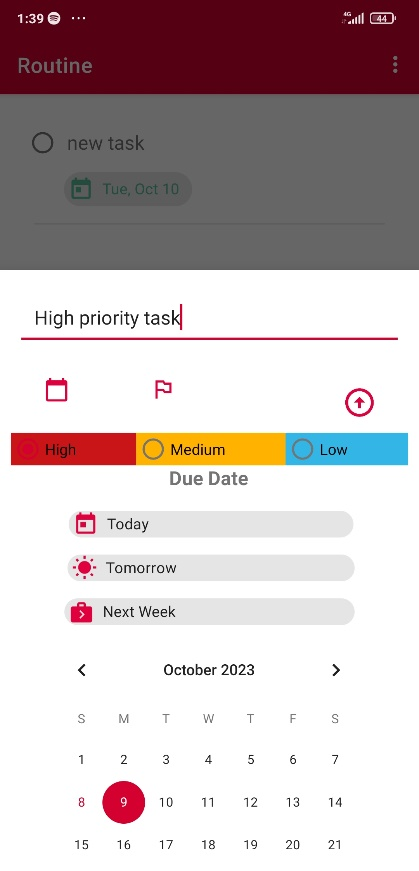 1:39 4G 44
Routine
new task
Tue, Oct 10
High priority task
High Medium Low
Due Date
Today
Tomorrow
Next Week
October 2023
S M T W T F S
1 2 3 4 5 6 7
8 9 10 11 12 13 14
15 16 17 18 19 20 21